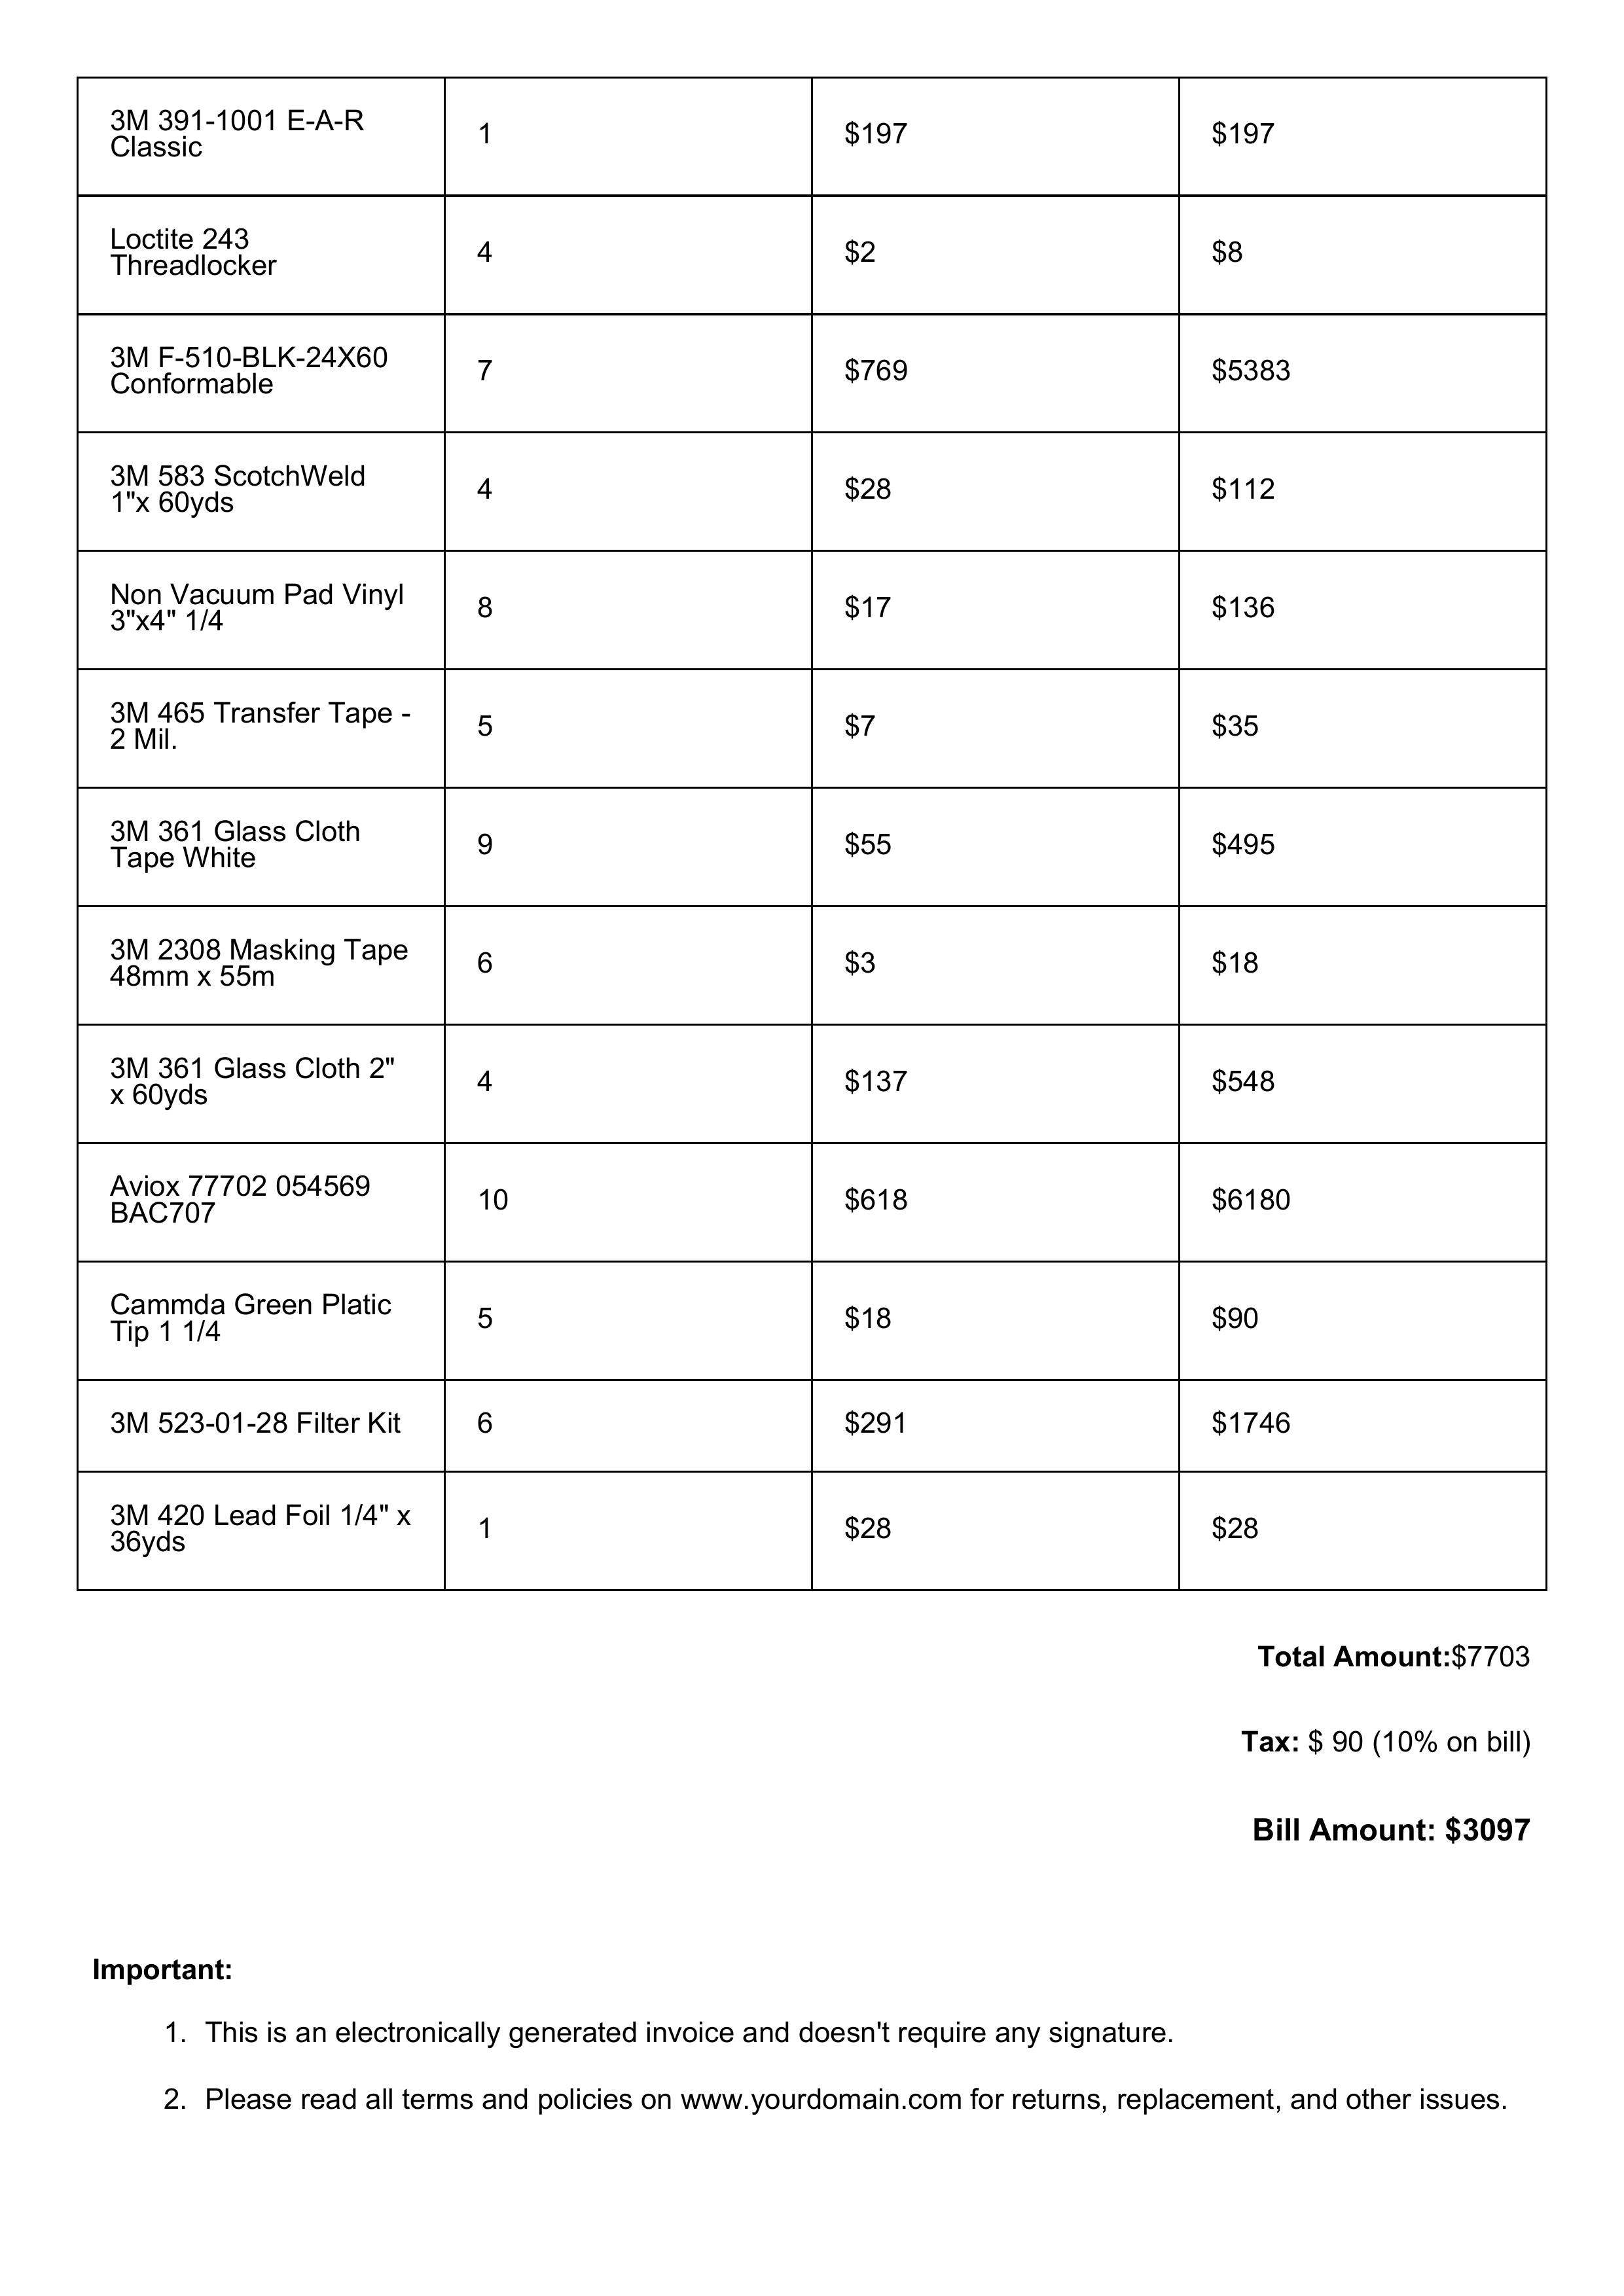 3M 391-1001 E-A-R
Classic
1
$197
$197
Loctite 243
Threadlocker
4
$2
$8
3M F-510-BLK-24X60
Conformable
7
$769
$5383
3M 583 ScotchWeld
1"x 60yds
4
$28
$112
Non Vacuum Pad Vinyl
3"x4" 1/4
8
$17
$136
3M 465 Transfer Tape -
2 Mil.
5
$7
$35
3M 361 Glass Cloth
Tape White
9
$55
$495
3M 2308 Masking Tape
48mm x 55m
6
$3
$18
3M 361 Glass Cloth 2"
x 60yds
4
$137
$548
Aviox 77702 054569
BAC707
10
$618
$6180
Cammda Green Platic
Tip 1 1/4
5
$18
$90
3M 523-01-28 Filter Kit
6
$291
$1746
3M 420 Lead Foil 1/4" x
36yds
1
$28
$28
Total Amount:$7703
Tax: $ 90 (10% on bill)
Bill Amount: $3097
Important:
1. This is an electronically generated invoice and doesn't require any signature.
2. Please read all terms and policies on www.yourdomain.com for returns, replacement, and other issues.